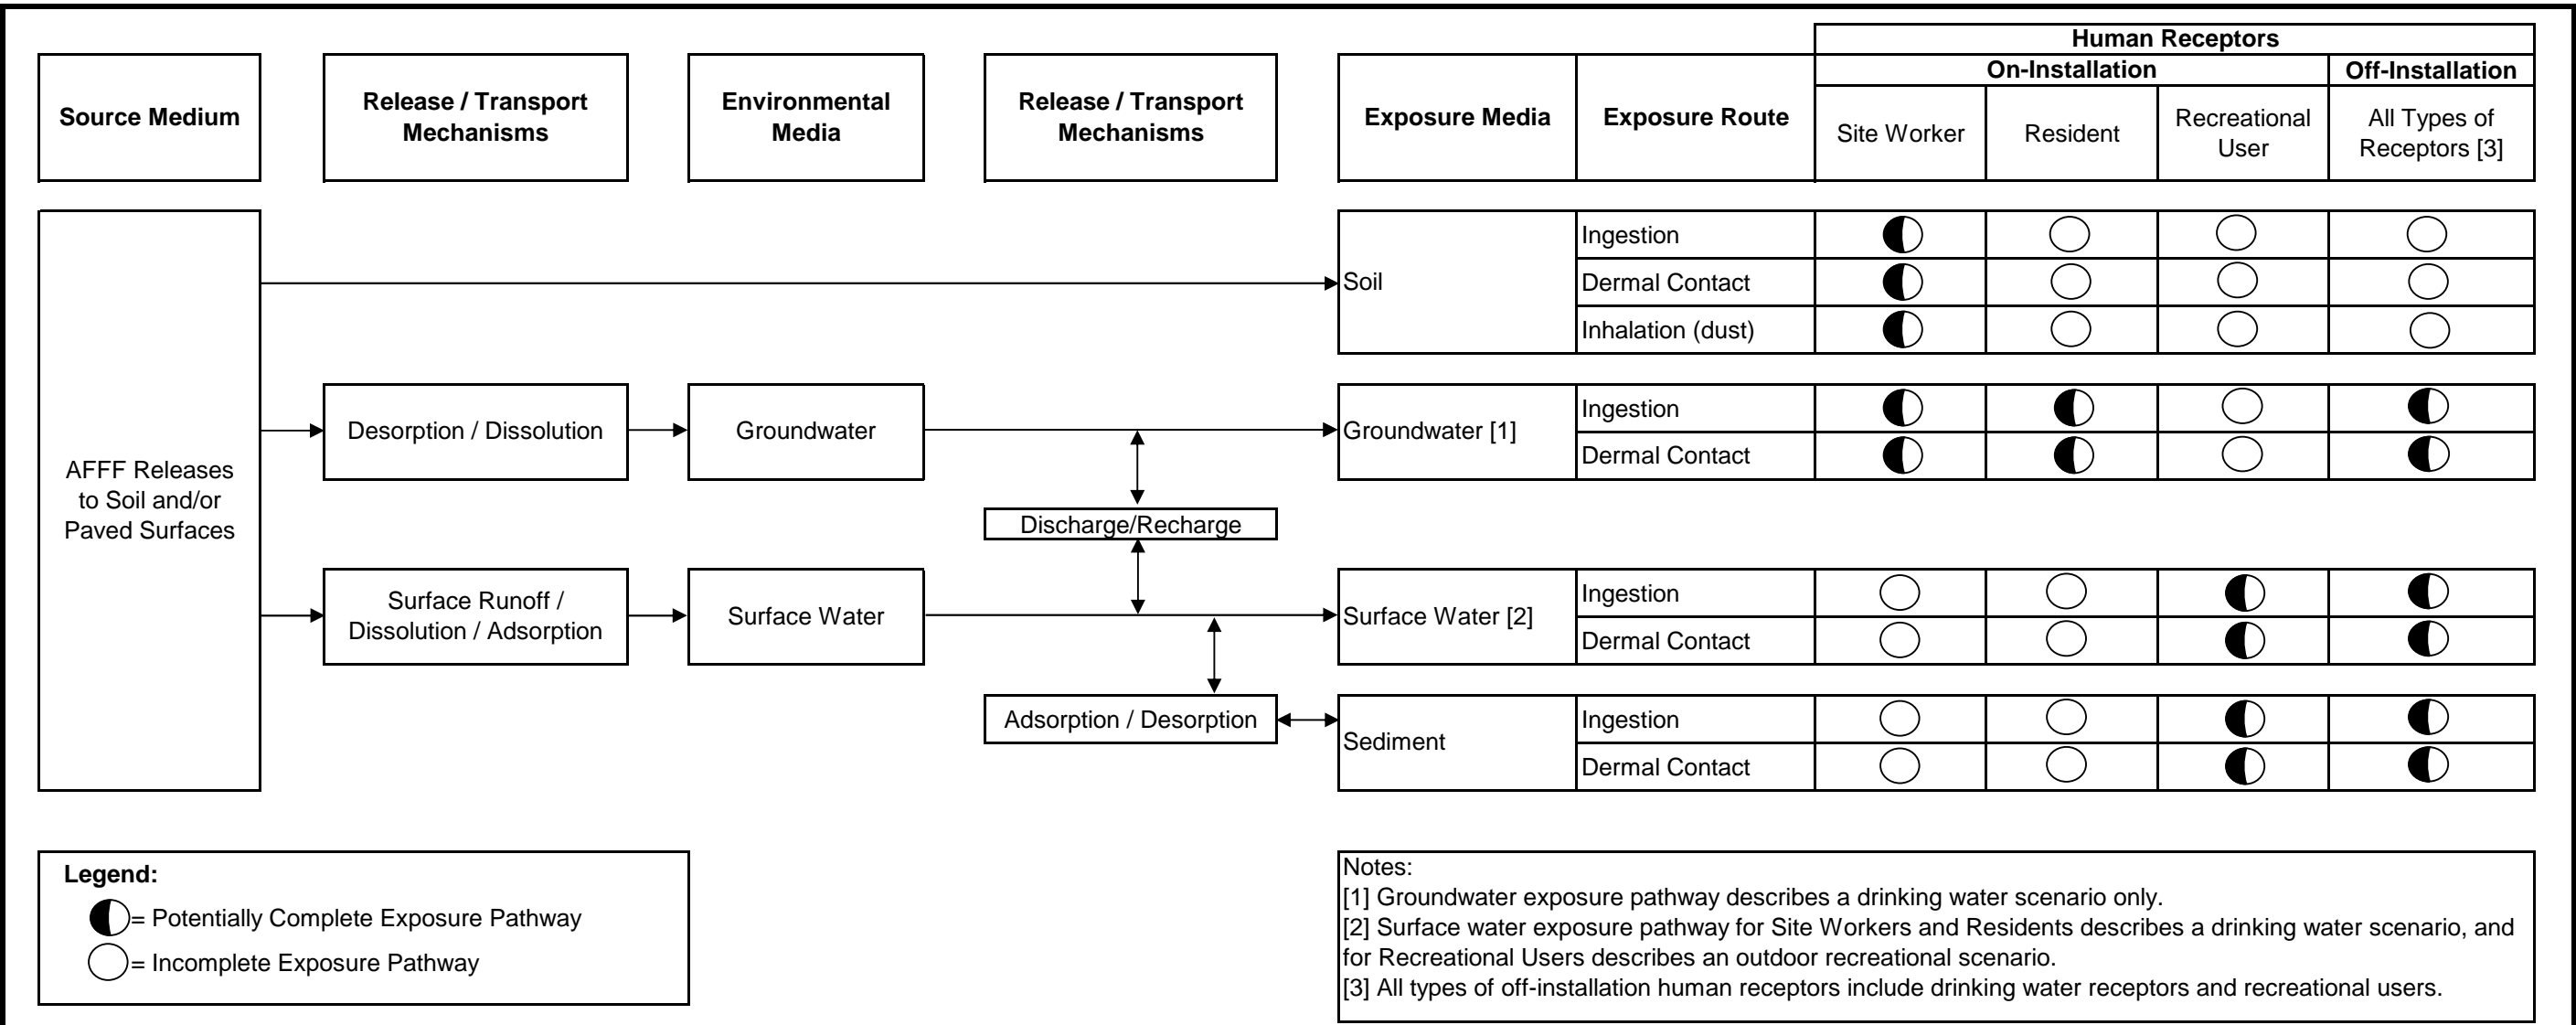 Human Receptors
On-Installation
Off-Installation
Source Medium
Release / Transport
Mechanisms
Environmental
Media
Release / Transport
Mechanisms
Exposure Media
Exposure Route
Site Worker
Resident
Recreational
User
All Types of
Receptors [3]
AFFF Releases
to Soil and/or
Paved Surfaces
Soil
Ingestion
Dermal Contact
Inhalation (dust)
Desorption / Dissolution
Groundwater
Groundwater [1]
Ingestion
Dermal Contact
Discharge/Recharge
Surface Runoff /
Dissolution / Adsorption
Surface Water
Surface Water [2]
Ingestion
Dermal Contact
Adsorption / Desorption
Sediment
Ingestion
Dermal Contact
Legend:
= Potentially Complete Exposure Pathway
= Incomplete Exposure Pathway
Notes:
[1] Groundwater exposure pathway describes a drinking water scenario only.
[2] Surface water exposure pathway for Site Workers and Residents describes a drinking water scenario, and
for Recreational Users describes an outdoor recreational scenario.
[3] All types of off-installation human receptors include drinking water receptors and recreational users.